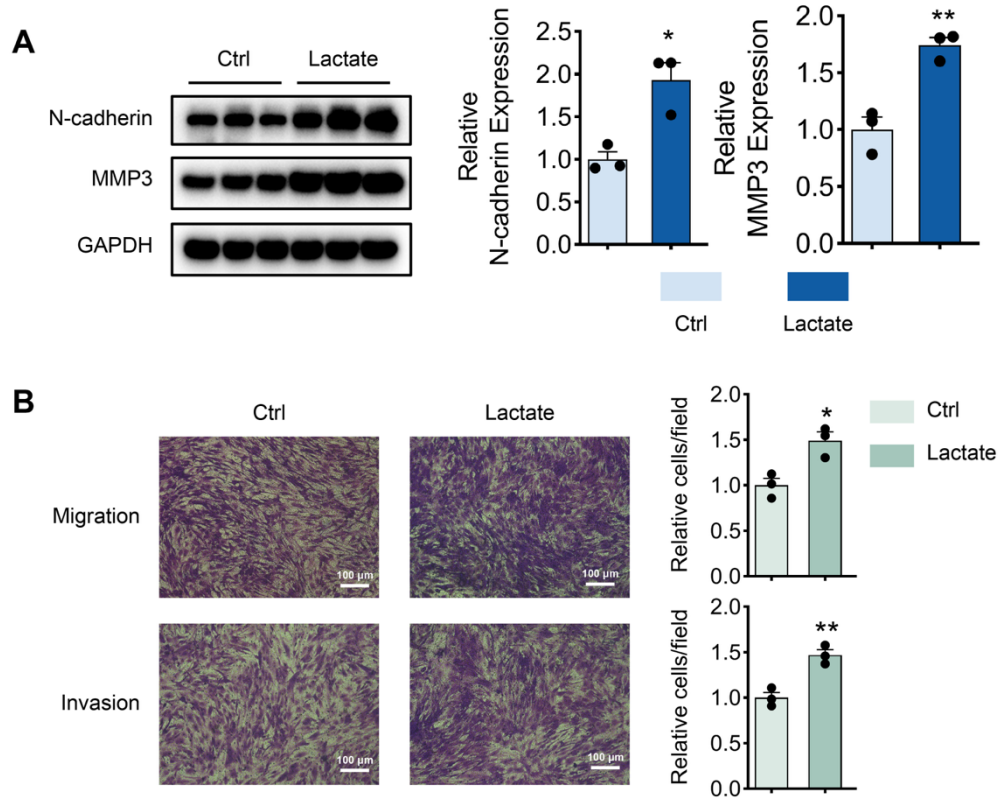 A
Ctrl Lactate
N-cadherin
MMP3
GAPDH
Relative
N-cadherin Expression
2.5
2.0
1.5
1.0
0.5
0.0
*
Relative
MMP3 Expression
2.0
1.5
1.0
0.5
0.0
**
Ctrl Lactate
B
Ctrl Lactate
Migration
100 µm
100 µm
Relative cells/field
2.0
1.5
1.0
0.5
0.0
*
Ctrl
Lactate
Invasion
100 µm
100 µm
Relative cells/field
2.0
1.5
1.0
0.5
0.0
**